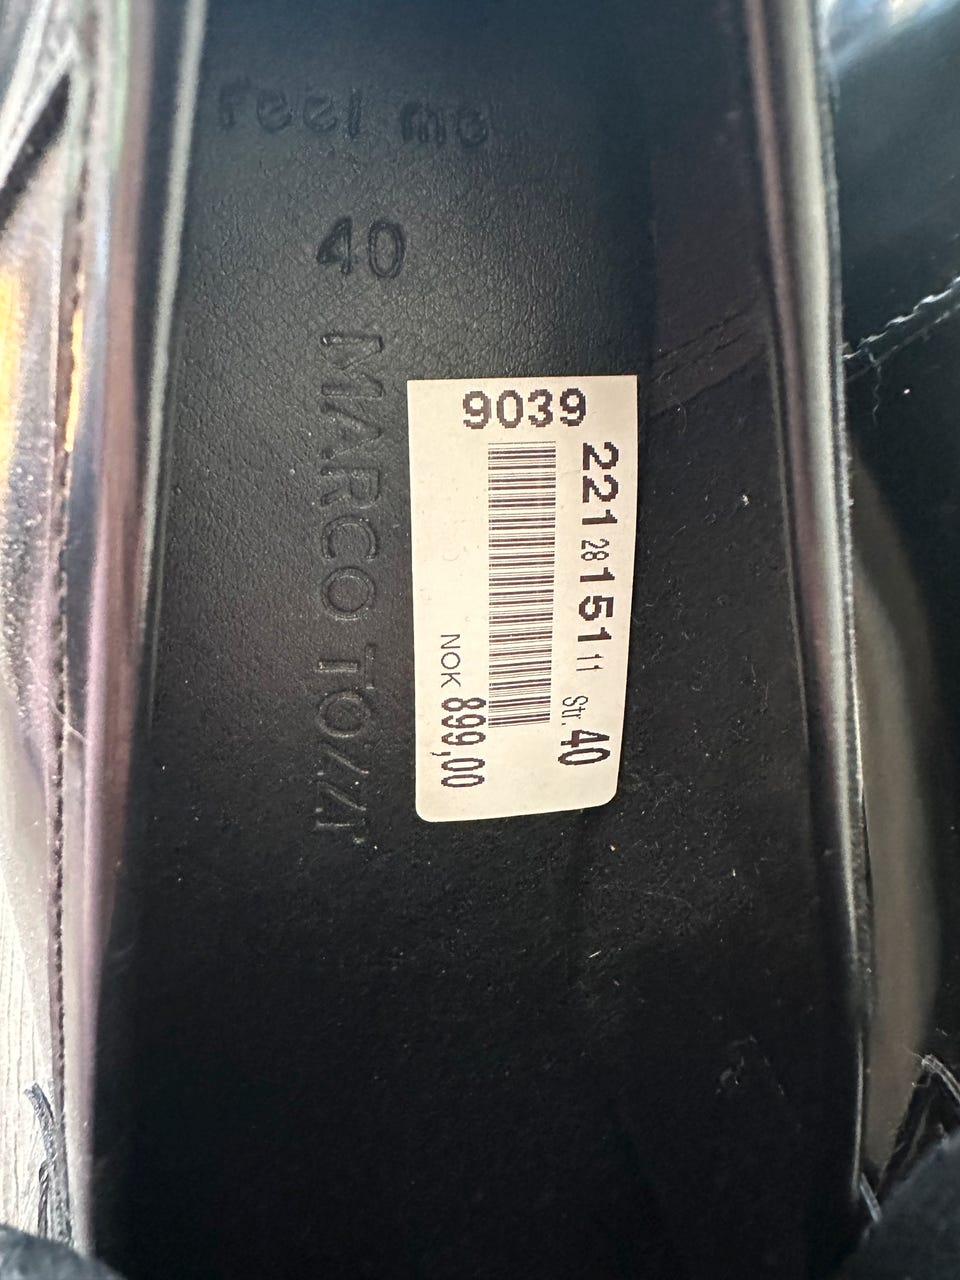 Feel me
40
MARCO TOZZI
9039
221 28 151 11
Str. 40
NOK 899,00